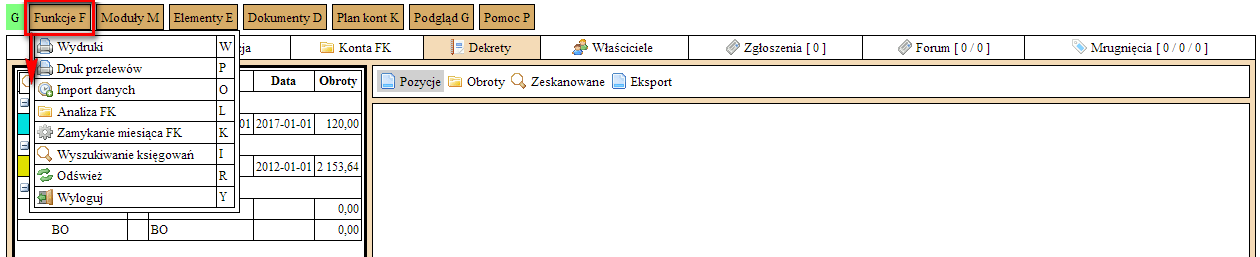 G Funkcje F Moduły M Elementy E Dokumenty D Plan kont K Podgląd G Pomoc P
cja Konta FK Dekrety Właściciele Zgłoszenia [ 0 ] Forum [ 0 / 0 ] Mrugnięcia [ 0 / 0 / 0 ]
Wydruki W
Druk przelewów P
Import danych O
Analiza FK L
Zamykanie miesiąca FK K
Wyszukiwanie księgowań I
Odśwież R
Wyloguj Y
Data Obroty
01 2017-01-01 120,00
2012-01-01 2 153,64
0,00
BO BO 0,00
Pozycje Obroty Zeskanowane Eksport